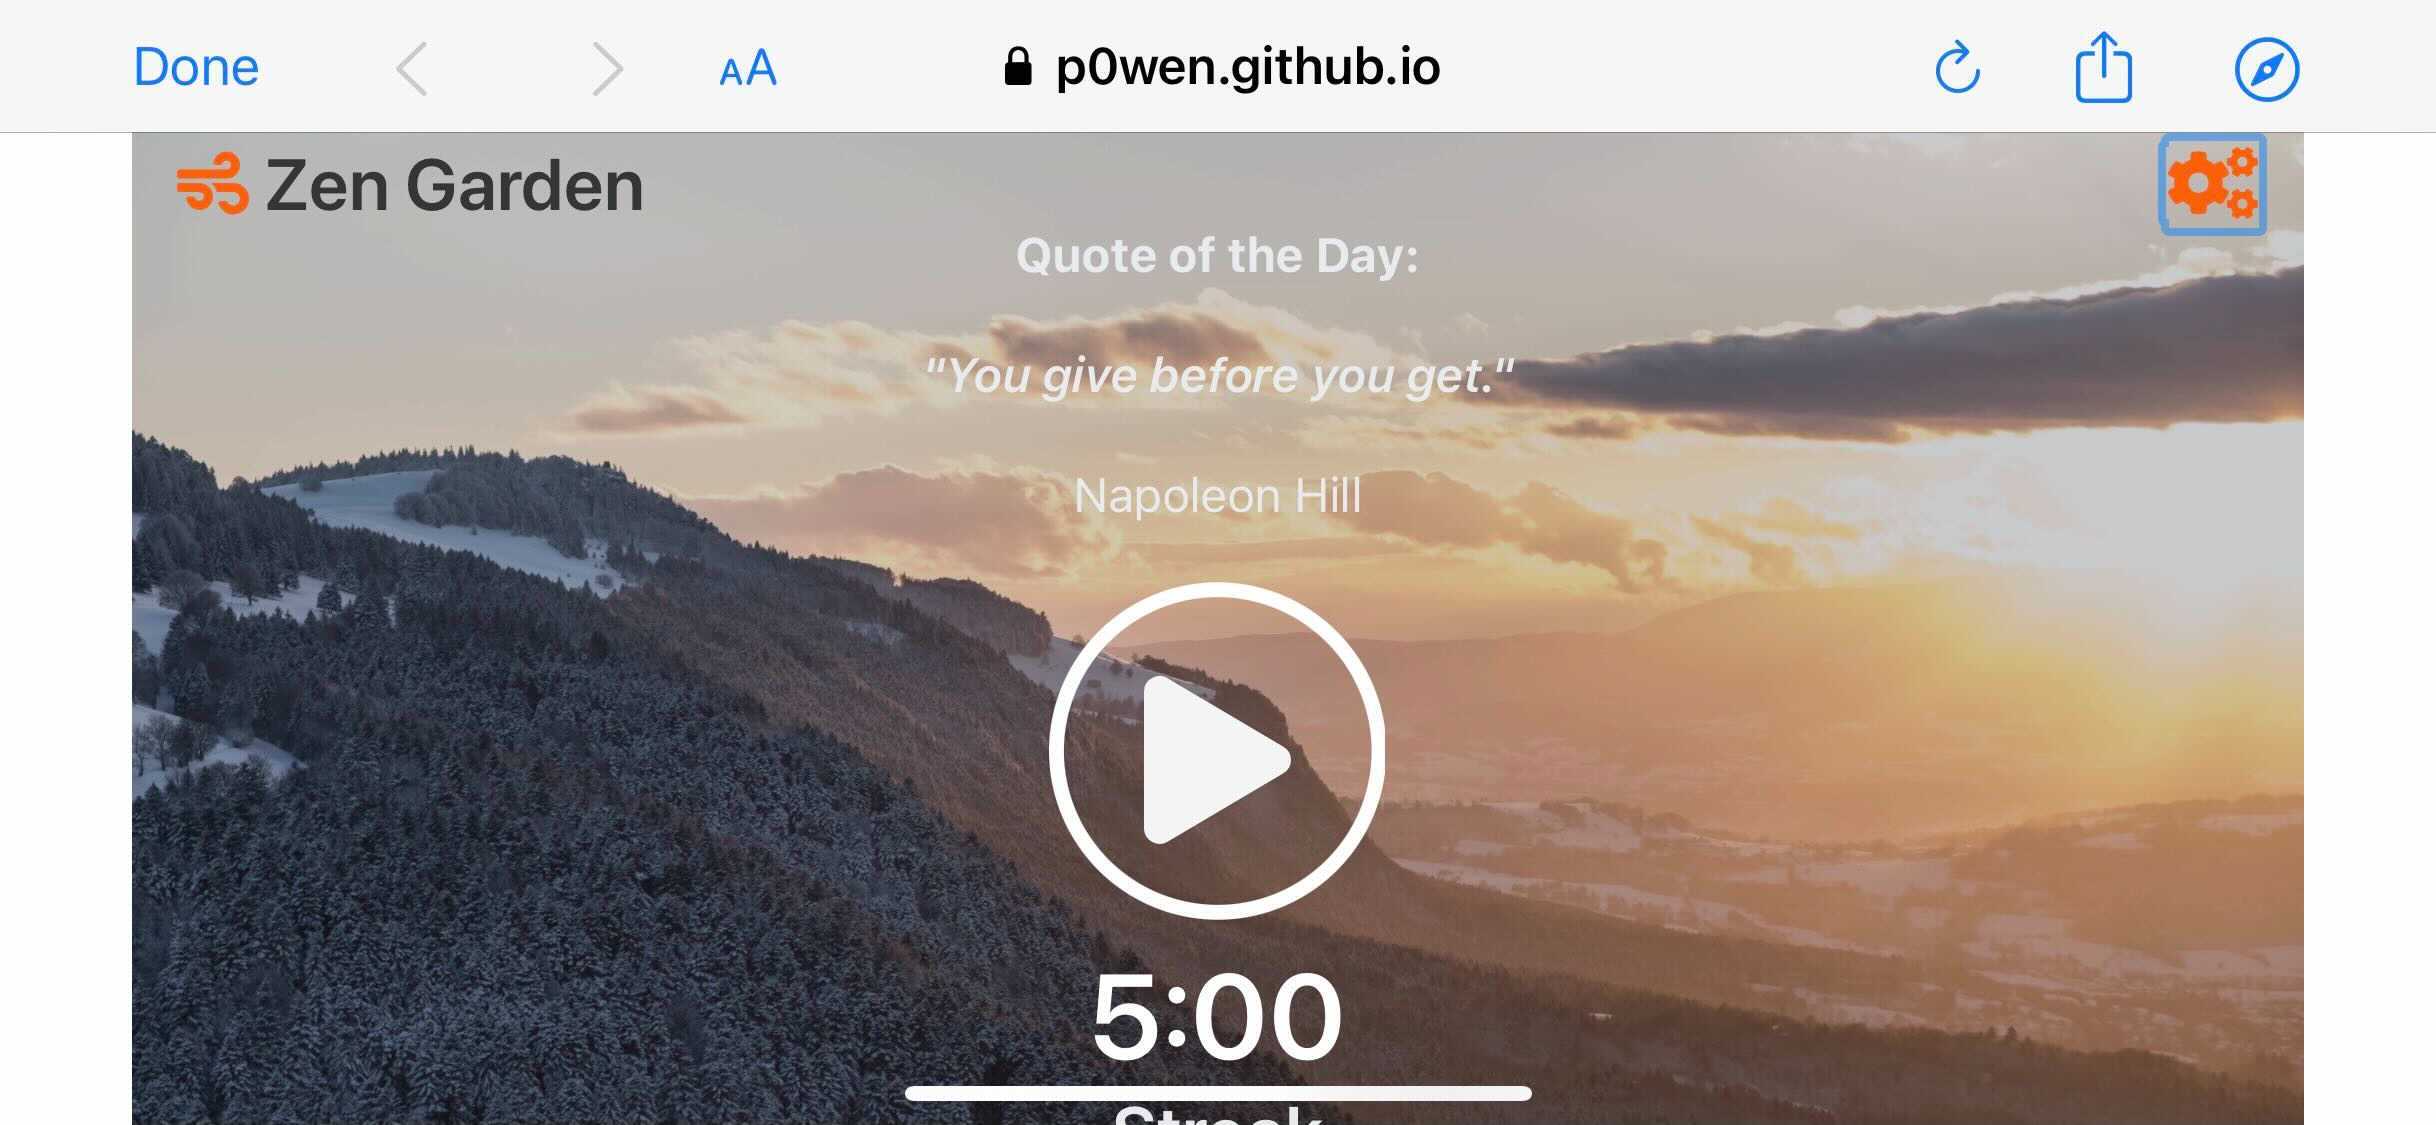 Done
AA
p0wen.github.io
Zen Garden
Quote of the Day:
"You give before you get."
Napoleon Hill
5:00
Streak